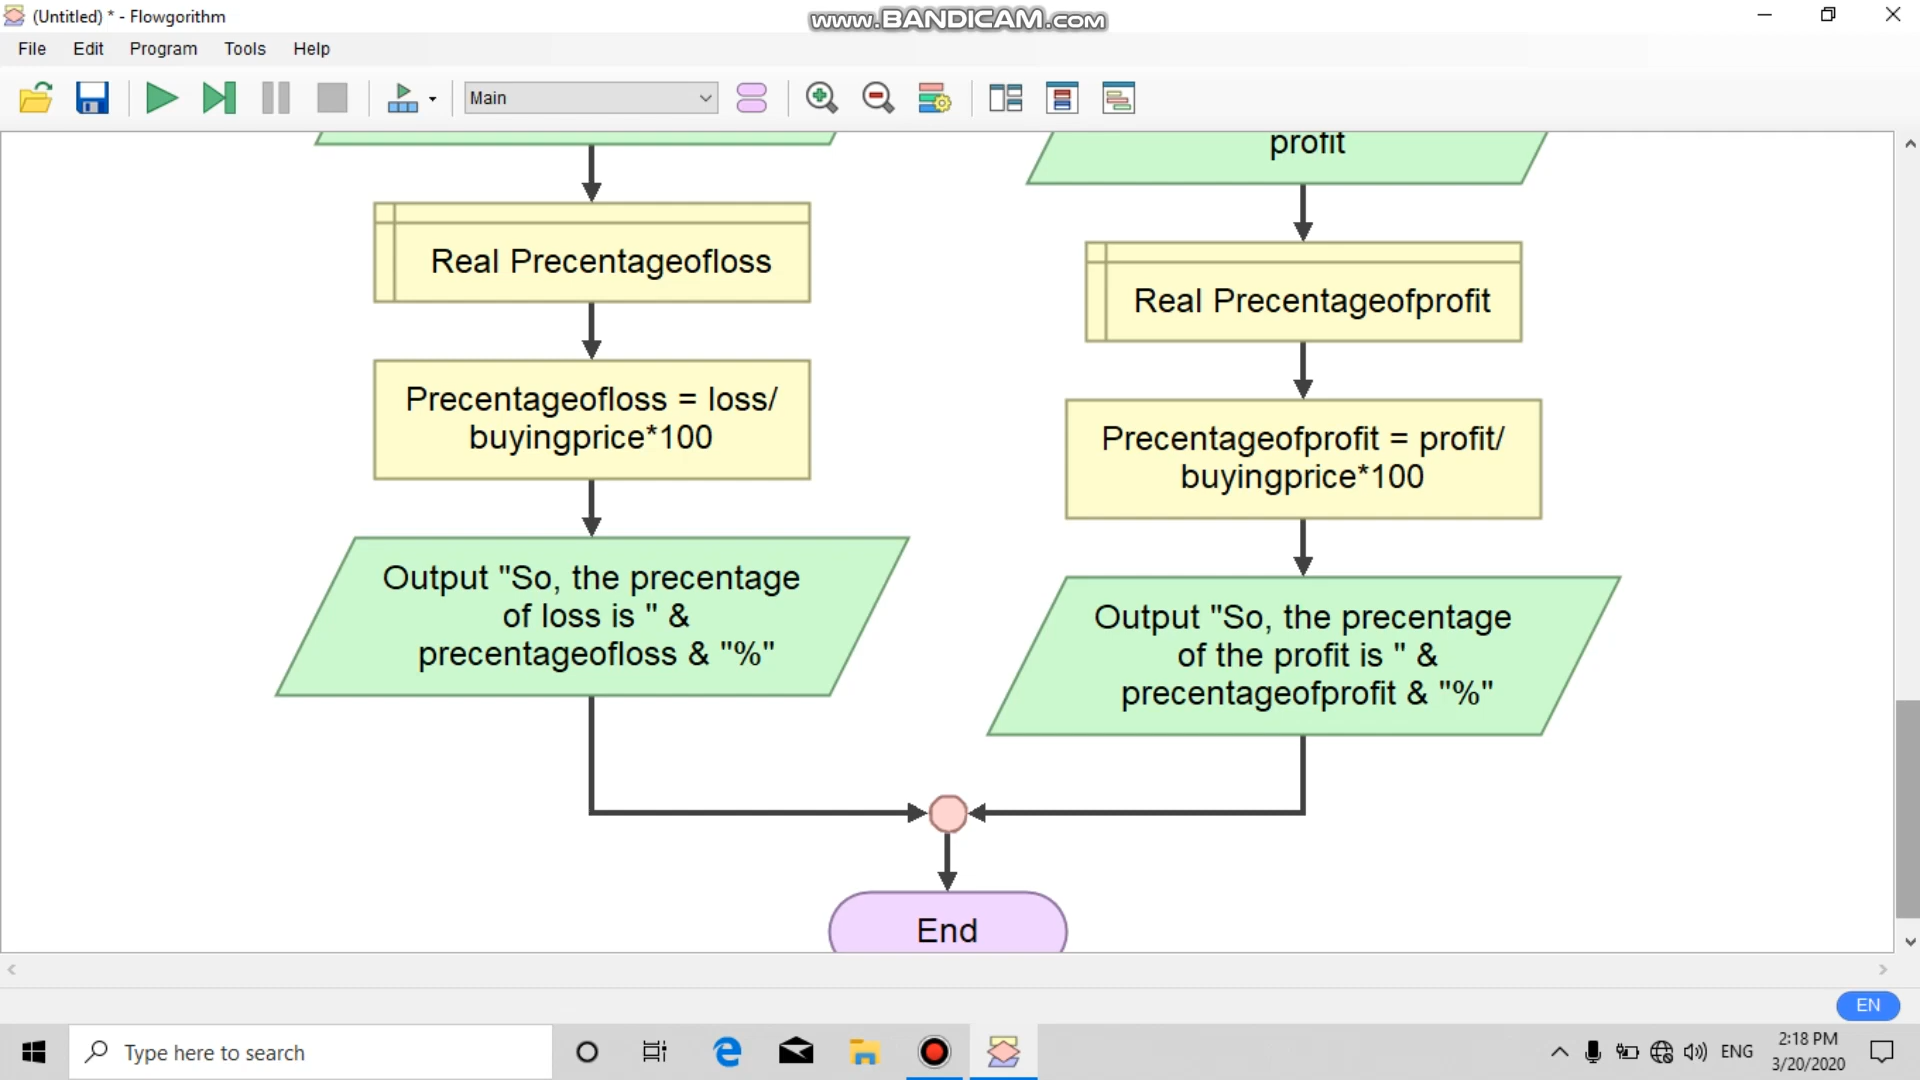 (Untitled) * - Flowgorithm
www.BANDICAM.com
File Edit Program Tools Help
Main
profit
Real Precentageofloss
Real Precentageofprofit
Precentageofloss = loss/
buyingprice*100
Precentageofprofit = profit/
buyingprice*100
Output "So, the precentage
of loss is " &
precentageofloss & "%"
Output "So, the precentage
of the profit is " &
precentageofprofit & "%"
End
EN
Type here to search
ENG
2:18 PM
3/20/2020